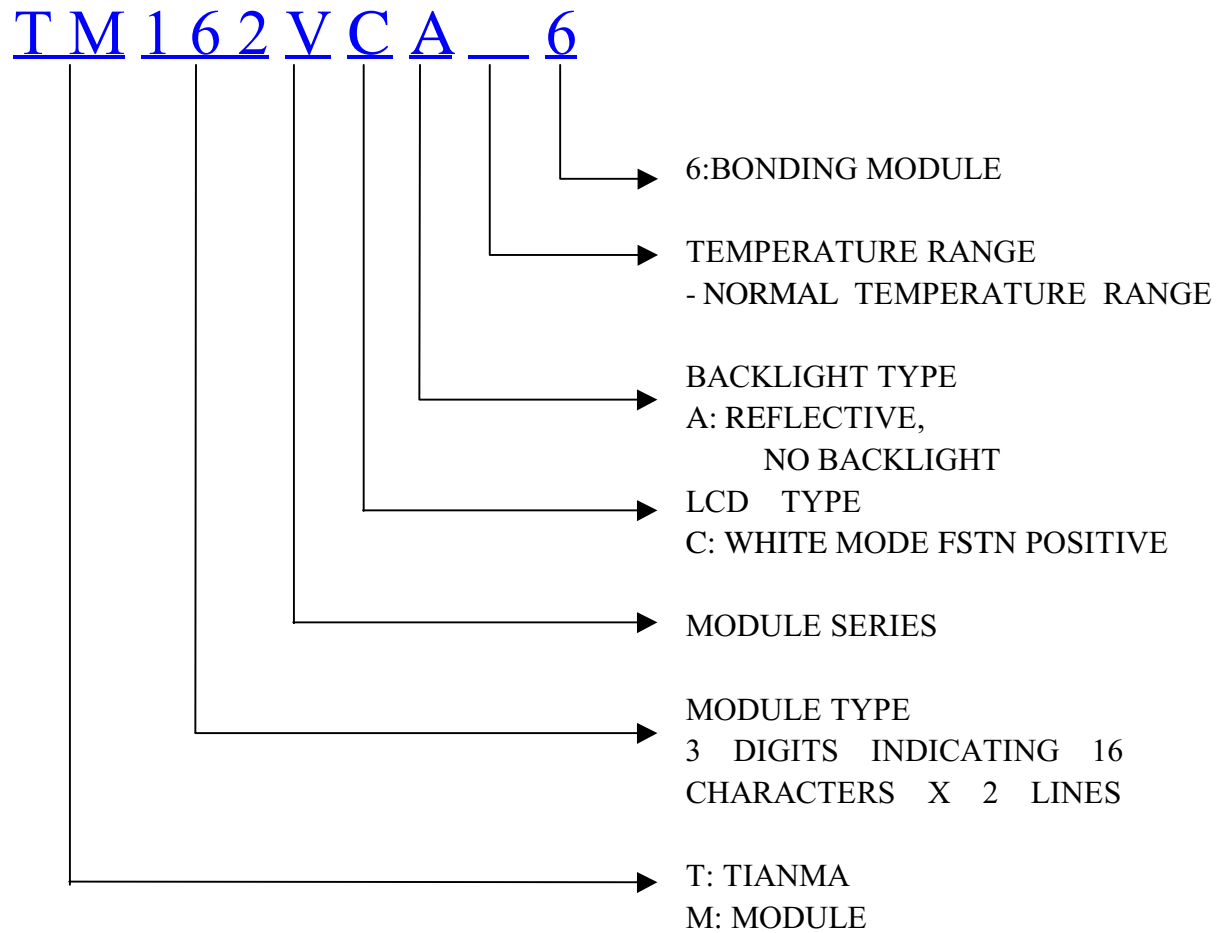 T M 1 6 2 V C A __ 6
6:BONDING MODULE
TEMPERATURE RANGE
- NORMAL TEMPERATURE RANGE
BACKLIGHT TYPE
A: REFLECTIVE,
NO BACKLIGHT
LCD TYPE
C: WHITE MODE FSTN POSITIVE
MODULE SERIES
MODULE TYPE
3 DIGITS INDICATING 16
CHARACTERS X 2 LINES
T: TIANMA
M: MODULE